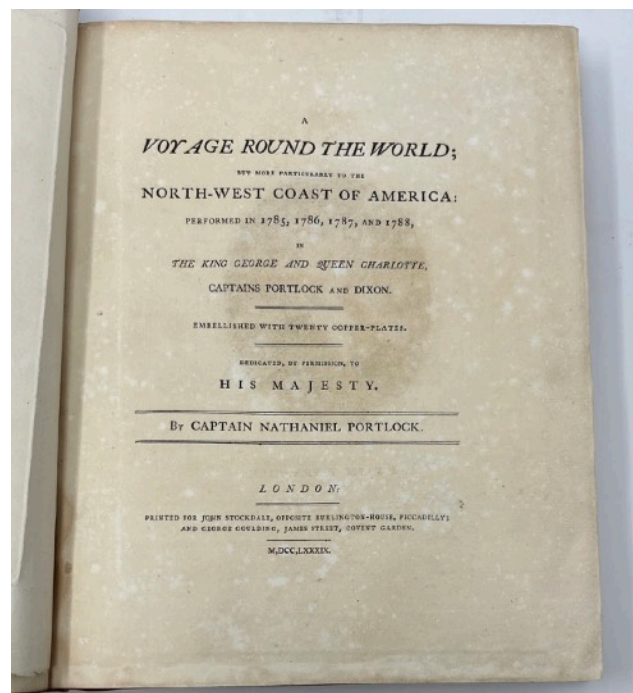 A
VOYAGE ROUND THE WORLD;
BUT MORE PARTICULARLY TO THE
NORTH-WEST COAST OF AMERICA:
PERFORMED IN 1785, 1786, 1787, AND 1788,
IN
THE KING GEORGE AND QUEEN CHARLOTTE,
CAPTAINS PORTLOCK AND DIXON.
EMBELLISHED WITH TWENTY COPPER-PLATES.
DEDICATED, BY PERMISSION, TO
HIS MAJESTY.
BY CAPTAIN NATHANIEL PORTLOCK.
LONDON:
PRINTED FOR JOHN STOCKDALE, OPPOSITE BURLINGTON-HOUSE, PICCADILLY;
AND GEORGE GOULDING, JAMES STREET, COVENT GARDEN.
M,DCC,LXXXIX.